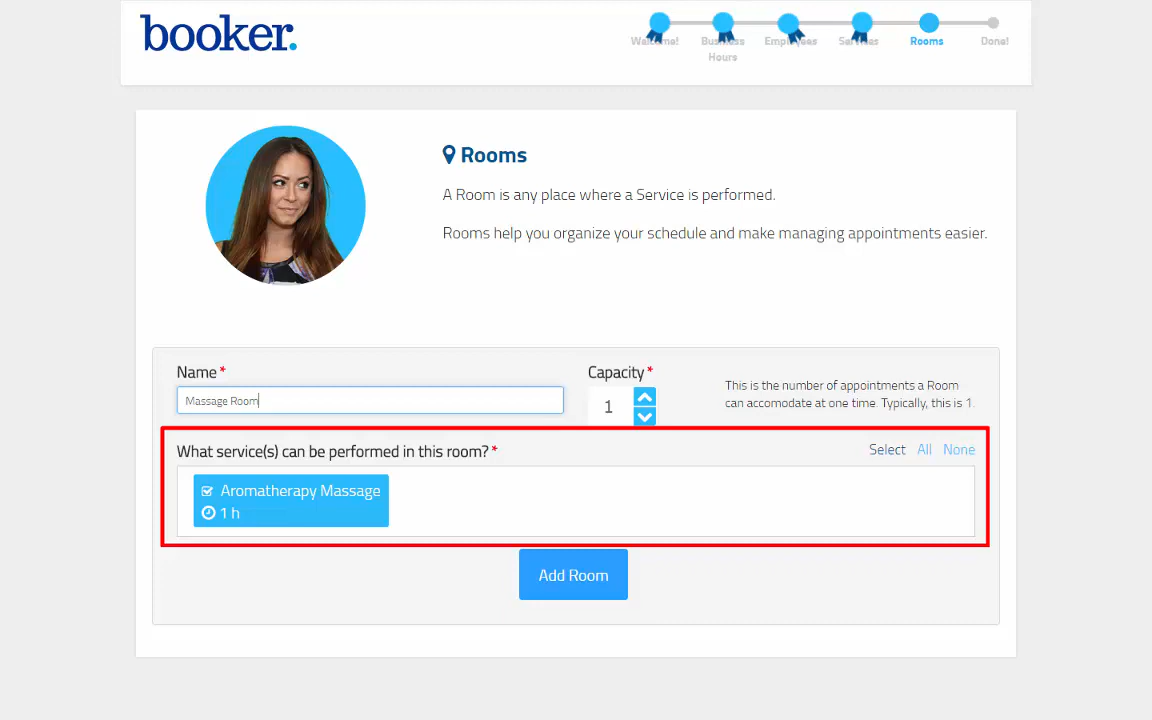 booker.
Welcome!
Business
Hours
Employees
Services
Rooms
Done!
Rooms
A Room is any place where a Service is performed.
Rooms help you organize your schedule and make managing appointments easier.
Name *
Capacity *
Massage Room
1
This is the number of appointments a Room
can accomodate at one time. Typically, this is 1.
What service(s) can be performed in this room? *
Select All None
Aromatherapy Massage
1 h
Add Room